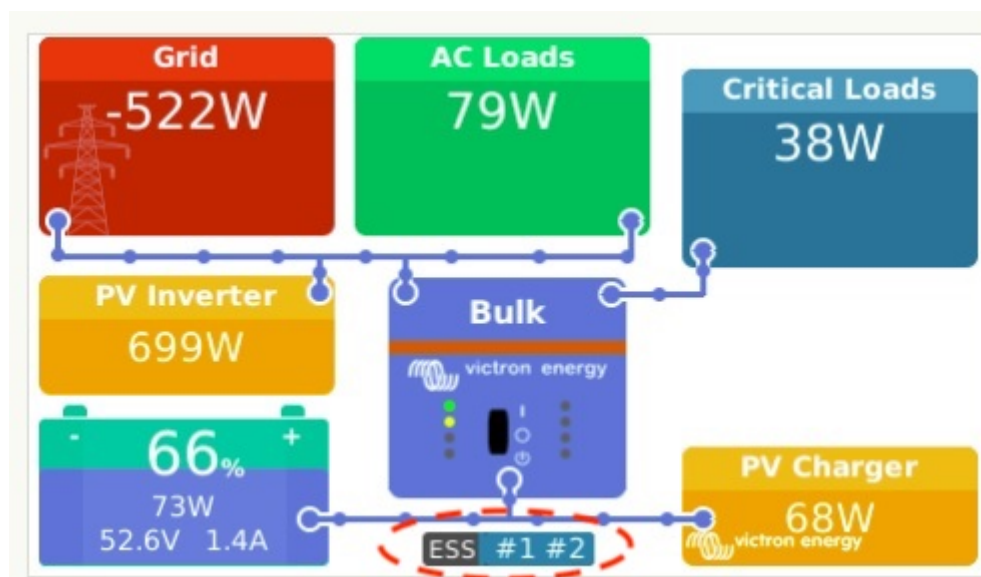 Grid
-522W
AC Loads
79W
Critical Loads
38W
PV Inverter
699W
Bulk
victron energy
- 66% +
73W
52.6V 1.4A
PV Charger
68W
victron energy
ESS #1 #2